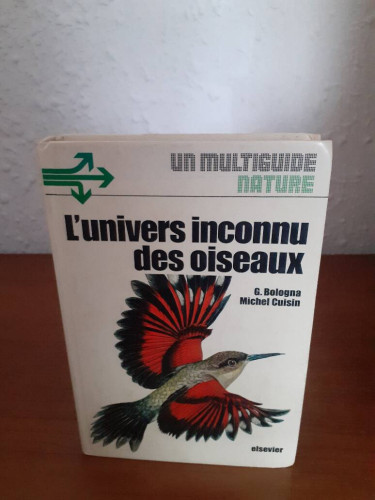 un multiguide
nature
L'univers inconnu
des oiseaux
G. Bologna
Michel Cuisin
elsevier